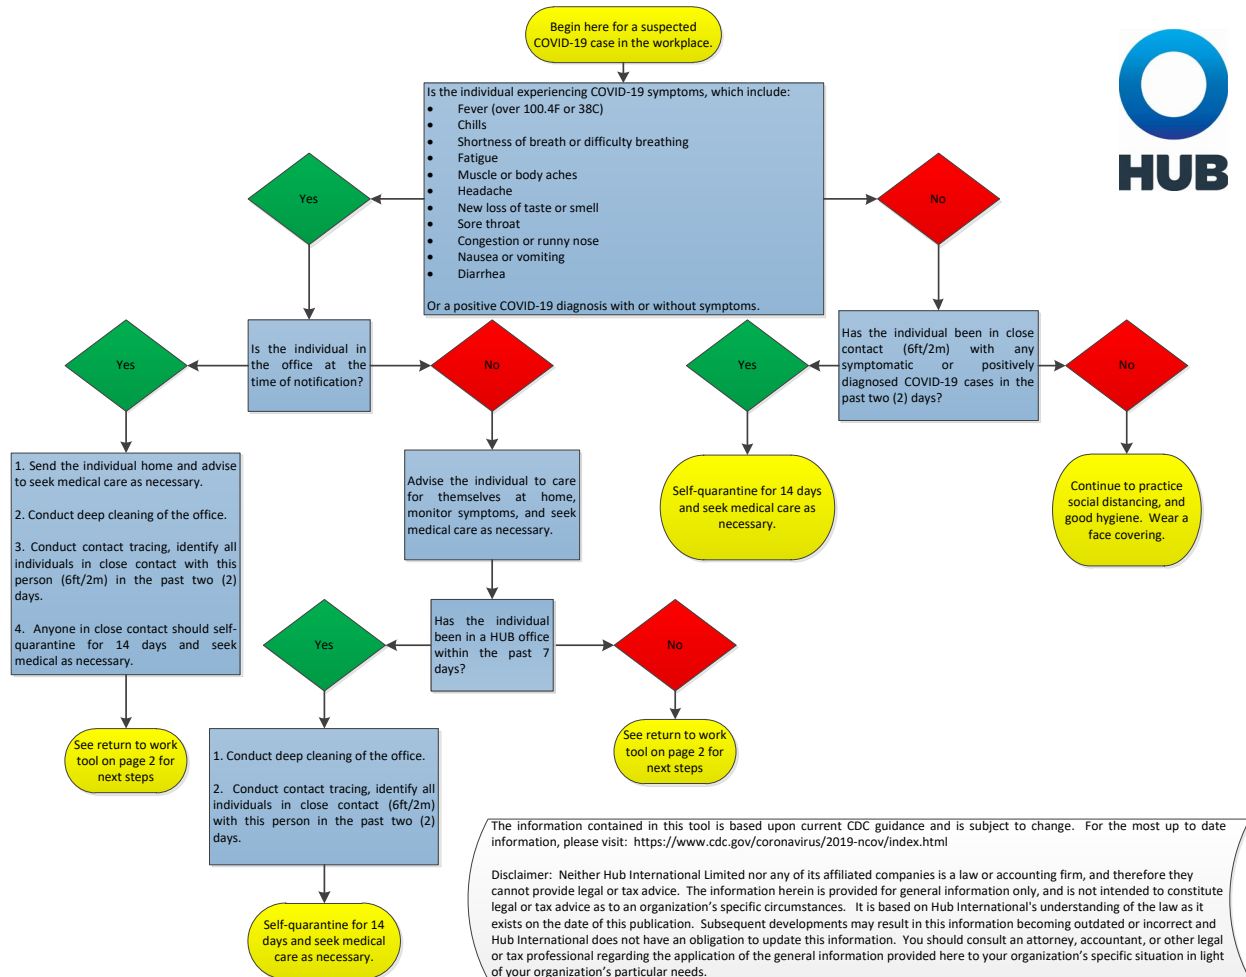 Begin here for a suspected
COVID-19 case in the workplace.
HUB
Is the individual experiencing COVID-19 symptoms, which include:
• Fever (over 100.4F or 38C)
• Chills
• Shortness of breath or difficulty breathing
• Fatigue
• Muscle or body aches
• Headache
• New loss of taste or smell
• Sore throat
• Congestion or runny nose
• Nausea or vomiting
• Diarrhea
Or a positive COVID-19 diagnosis with or without symptoms.
Yes
No
Is the individual in
the office at the
time of notification?
Yes
No
Has the individual been in close
contact (6ft/2m) with any
symptomatic or positively
diagnosed COVID-19 cases in the
past two (2) days?
Yes
No
1. Send the individual home and advise
to seek medical care as necessary.
2. Conduct deep cleaning of the office.
3. Conduct contact tracing, identify all
individuals in close contact with this
person (6ft/2m) in the past two (2)
days.
4. Anyone in close contact should self-
quarantine for 14 days and seek
medical as necessary.
Advise the individual to care
for themselves at home,
monitor symptoms, and seek
medical care as necessary.
Self-quarantine for 14 days
and seek medical care as
necessary.
Continue to practice
social distancing, and
good hygiene. Wear a
face covering.
Has the individual
been in a HUB office
within the past 7
days?
Yes
No
See return to work
tool on page 2 for
next steps
1. Conduct deep cleaning of the office.
2. Conduct contact tracing, identify all
individuals in close contact (6ft/2m)
with this person in the past two (2)
days.
See return to work
tool on page 2 for
next steps
Self-quarantine for 14
days and seek medical
care as necessary.
The information contained in this tool is based upon current CDC guidance and is subject to change. For the most up to date
information, please visit: https://www.cdc.gov/coronavirus/2019-ncov/index.html
Disclaimer: Neither Hub International Limited nor any of its affiliated companies is a law or accounting firm, and therefore they
cannot provide legal or tax advice. The information herein is provided for general information only, and is not intended to constitute
legal or tax advice as to an organization's specific circumstances. It is based on Hub International's understanding of the law as it
exists on the date of this publication. Subsequent developments may result in this information becoming outdated or incorrect and
Hub International does not have an obligation to update this information. You should consult an attorney, accountant, or other legal
or tax professional regarding the application of the general information provided here to your organization's specific situation in light
of your organization's particular needs.